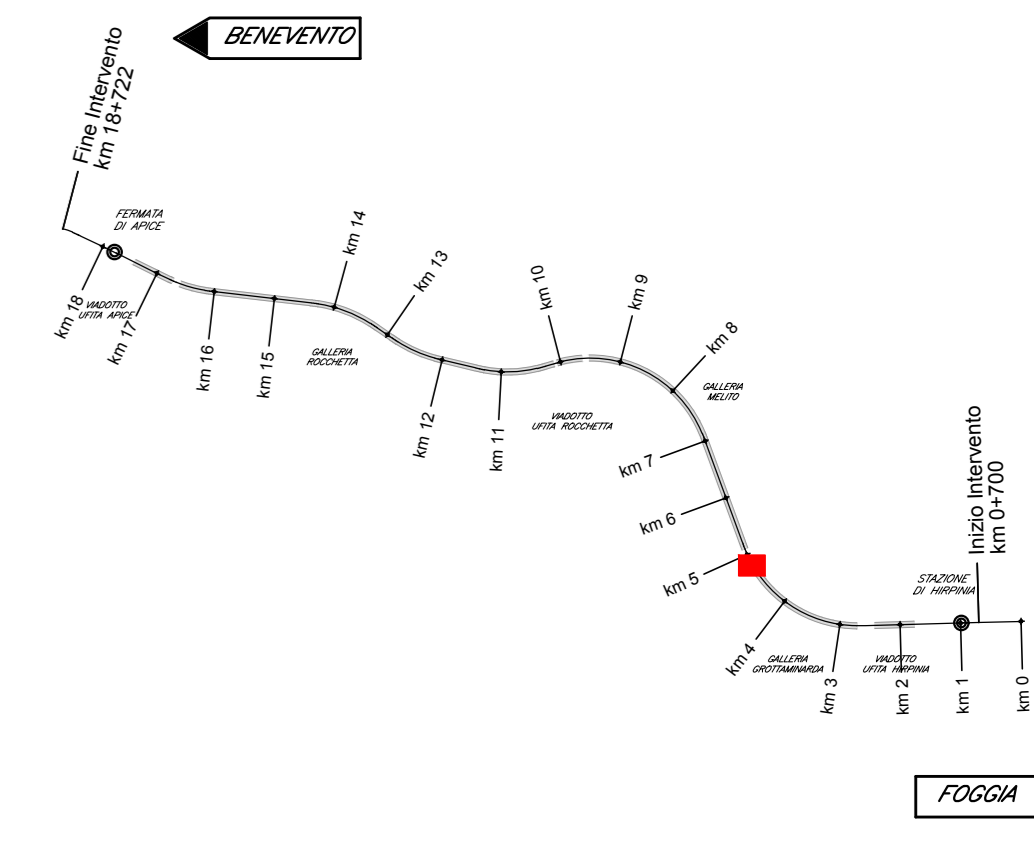 BENEVENTO
Fine Intervento
km 18+722
FERMATA
DI APICE
km 18
VIADOTTO
UFITA APICE
km 17
km 16
km 15
km 14
GALLERIA
ROCCHETTA
km 13
km 12
km 11
km 10
VIADOTTO
UFITA ROCCHETTA
km 9
km 8
GALLERIA
MELITO
km 7
km 6
km 5
km 4
GALLERIA
GROTTAMINARDA
km 3
VIADOTTO
UFITA HIRPINIA
km 2
STAZIONE
DI HIRPINIA
km 1
Inizio Intervento
km 0+700
km 0
FOGGIA